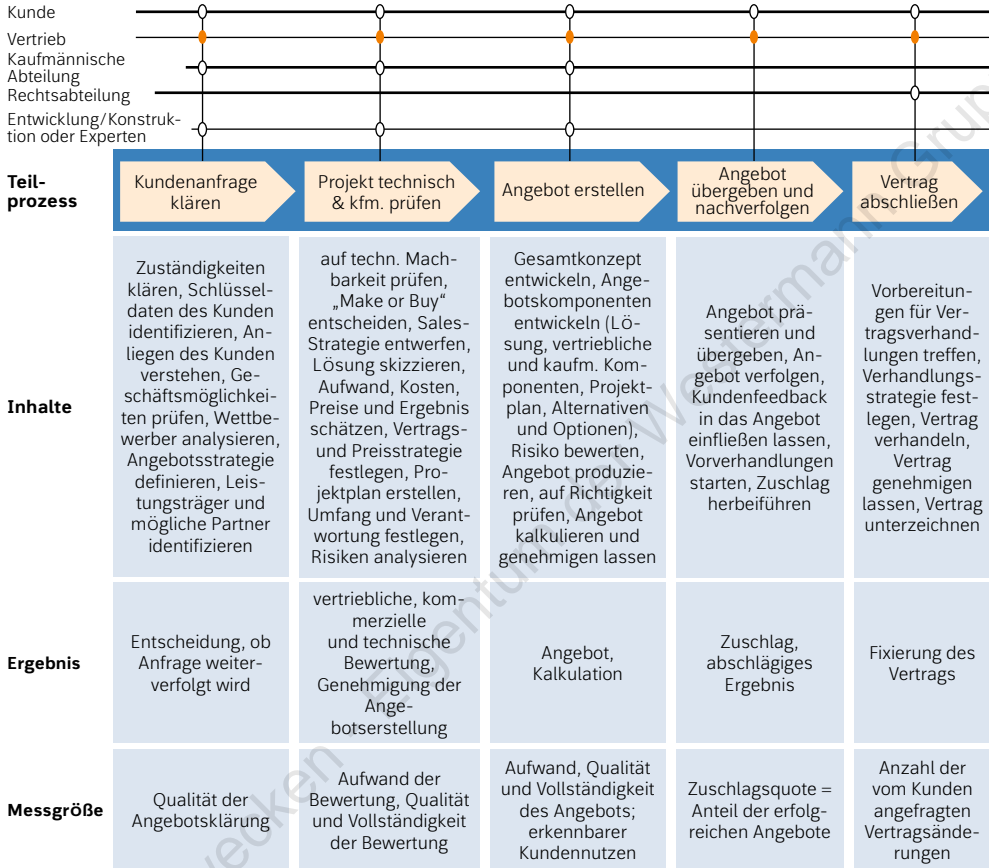 Kunde
Vertrieb
Kaufmännische
Abteilung
Rechtsabteilung
Entwicklung/Konstruk-
tion oder Experten
Teil-
prozess
Kundenanfrage
klären
Projekt technisch
& kfm. prüfen
Angebot erstellen
Angebot
übergeben und
nachverfolgen
Vertrag
abschließen
Inhalte
Zuständigkeiten
klären, Schlüssel-
daten des Kunden
identifizieren, An-
liegen des Kunden
verstehen, Ge-
schäftsmöglichkei-
ten prüfen, Wettbe-
werber analysieren,
Angebotsstrategie
definieren, Leis-
tungsträger und
mögliche Partner
identifizieren
auf techn. Mach-
barkeit prüfen,
„Make or Buy“
entscheiden, Sales-
Strategie entwerfen,
Lösung skizzieren,
Aufwand, Kosten,
Preise und Ergebnis
schätzen, Vertrags-
und Preisstrategie
festlegen, Pro-
jektplan erstellen,
Umfang und Verant-
wortung festlegen,
Risiken analysieren
Gesamtkonzept
entwickeln, Ange-
botskomponenten
entwickeln (Lö-
sung, vertriebliche
und kaufm. Kom-
ponenten, Projekt-
plan, Alternativen
und Optionen),
Risiko bewerten,
Angebot produzie-
ren, auf Richtigkeit
prüfen, Angebot
kalkulieren und
genehmigen lassen
Angebot prä-
sentieren und
übergeben, An-
gebot verfolgen,
Kundenfeedback
in das Angebot
einfließen lassen,
Vorverhandlungen
starten, Zuschlag
herbeiführen
Vorbereitun-
gen für Ver-
tragsverhand-
lungen treffen,
Verhandlungs-
strategie fest-
legen, Vertrag
verhandeln,
Vertrag
genehmigen
lassen, Vertrag
unterzeichnen
Ergebnis
Entscheidung, ob
Anfrage weiter-
verfolgt wird
vertriebliche, kom-
merzielle
und technische
Bewertung,
Genehmigung der
Ange-
botserstellung
Angebot,
Kalkulation
Zuschlag,
abschlägiges
Ergebnis
Fixierung des
Vertrags
Messgröße
Qualität der
Angebotsklärung
Aufwand der
Bewertung, Qualität
und Vollständigkeit
der Bewertung
Aufwand, Qualität
und Vollständigkeit
des Angebots;
erkennbarer
Kundennutzen
Zuschlagsquote =
Anteil der erfolg-
reichen Angebote
Anzahl der
vom Kunden
angefragten
Vertragsände-
rungen
Eigentum der Westermann